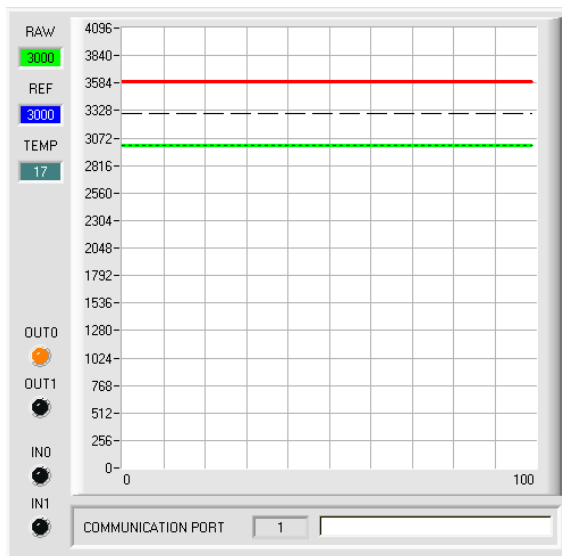 RAW
3000
REF
3000
TEMP
17
OUT0
OUT1
IN0
IN1
4096
3840
3584
3328
3072
2816
2560
2304
2048
1792
1536
1280
1024
768
512
256
0
0 100
COMMUNICATION PORT 1